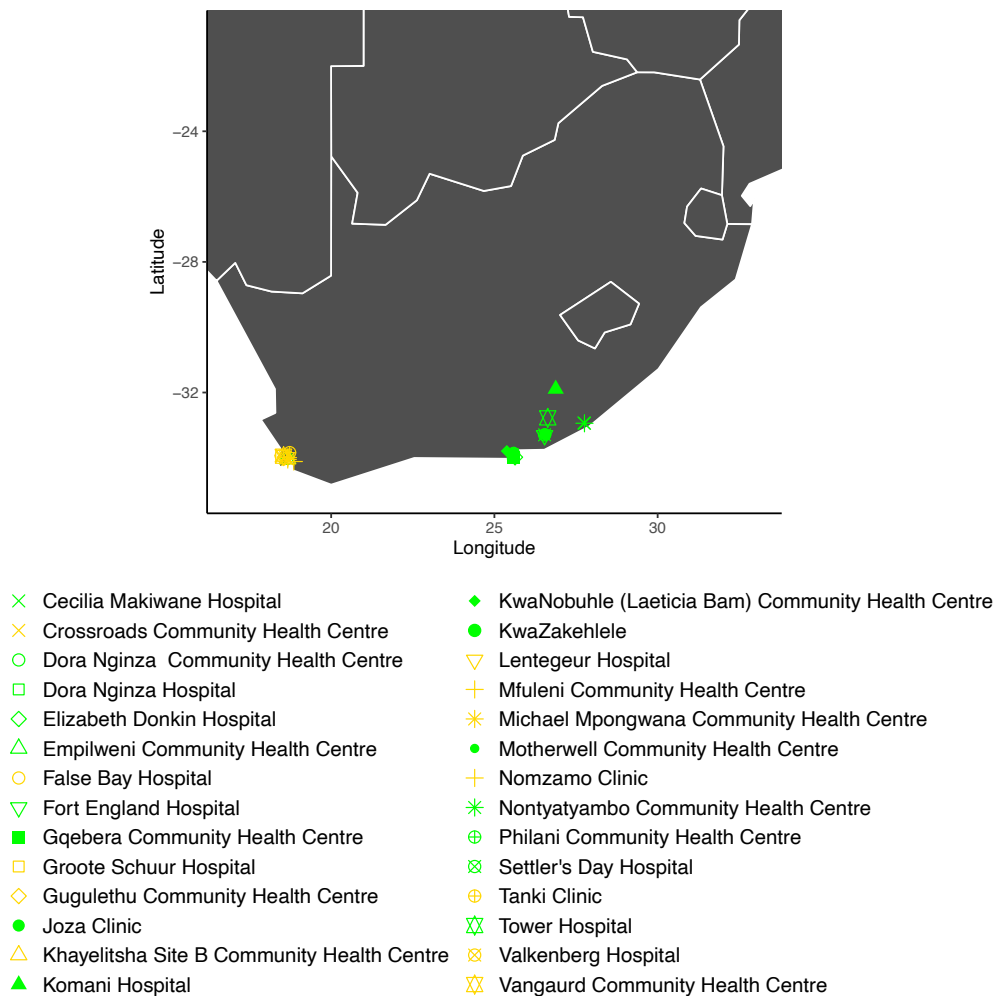 −24
−28
−32
Latitude
20
25
30
Longitude
Cecilia Makiwane Hospital
Crossroads Community Health Centre
Dora Nginza  Community Health Centre
Dora Nginza Hospital
Elizabeth Donkin Hospital
Empilweni Community Health Centre
False Bay Hospital
Fort England Hospital
Gqebera Community Health Centre
Groote Schuur Hospital
Gugulethu Community Health Centre
Joza Clinic
Khayelitsha Site B Community Health Centre
Komani Hospital
KwaNobuhle (Laeticia Bam) Community Health Centre
KwaZakehlele
Lentegeur Hospital
Mfuleni Community Health Centre
Michael Mpongwana Community Health Centre
Motherwell Community Health Centre
Nomzamo Clinic
Nontyatyambo Community Health Centre
Philani Community Health Centre
Settler's Day Hospital
Tanki Clinic
Tower Hospital
Valkenberg Hospital
Vangaurd Community Health Centre